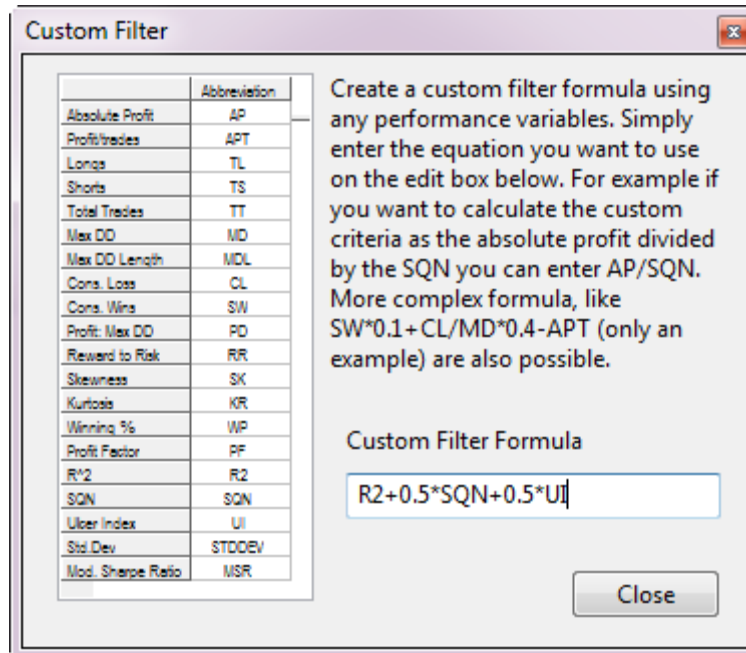 Custom Filter
Abbreviation
Absolute Profit AP
Profit/trades APT
Longs TL
Shorts TS
Total Trades TT
Max DD MD
Max DD Length MDL
Cons. Loss CL
Cons. Wins SW
Profit: Max DD PD
Reward to Risk RR
Skewness SK
Kurtosis KR
Winning % WP
Profit Factor PF
R^2 R2
SQN SQN
Ulcer Index UI
Std.Dev STDDEV
Mod. Sharpe Ratio MSR
Create a custom filter formula using
any performance variables. Simply
enter the equation you want to use
on the edit box below. For example if
you want to calculate the custom
criteria as the absolute profit divided
by the SQN you can enter AP/SQN.
More complex formula, like
SW*0.1+CL/MD*0.4-APT (only an
example) are also possible.
Custom Filter Formula
R2+0.5*SQN+0.5*UI
Close